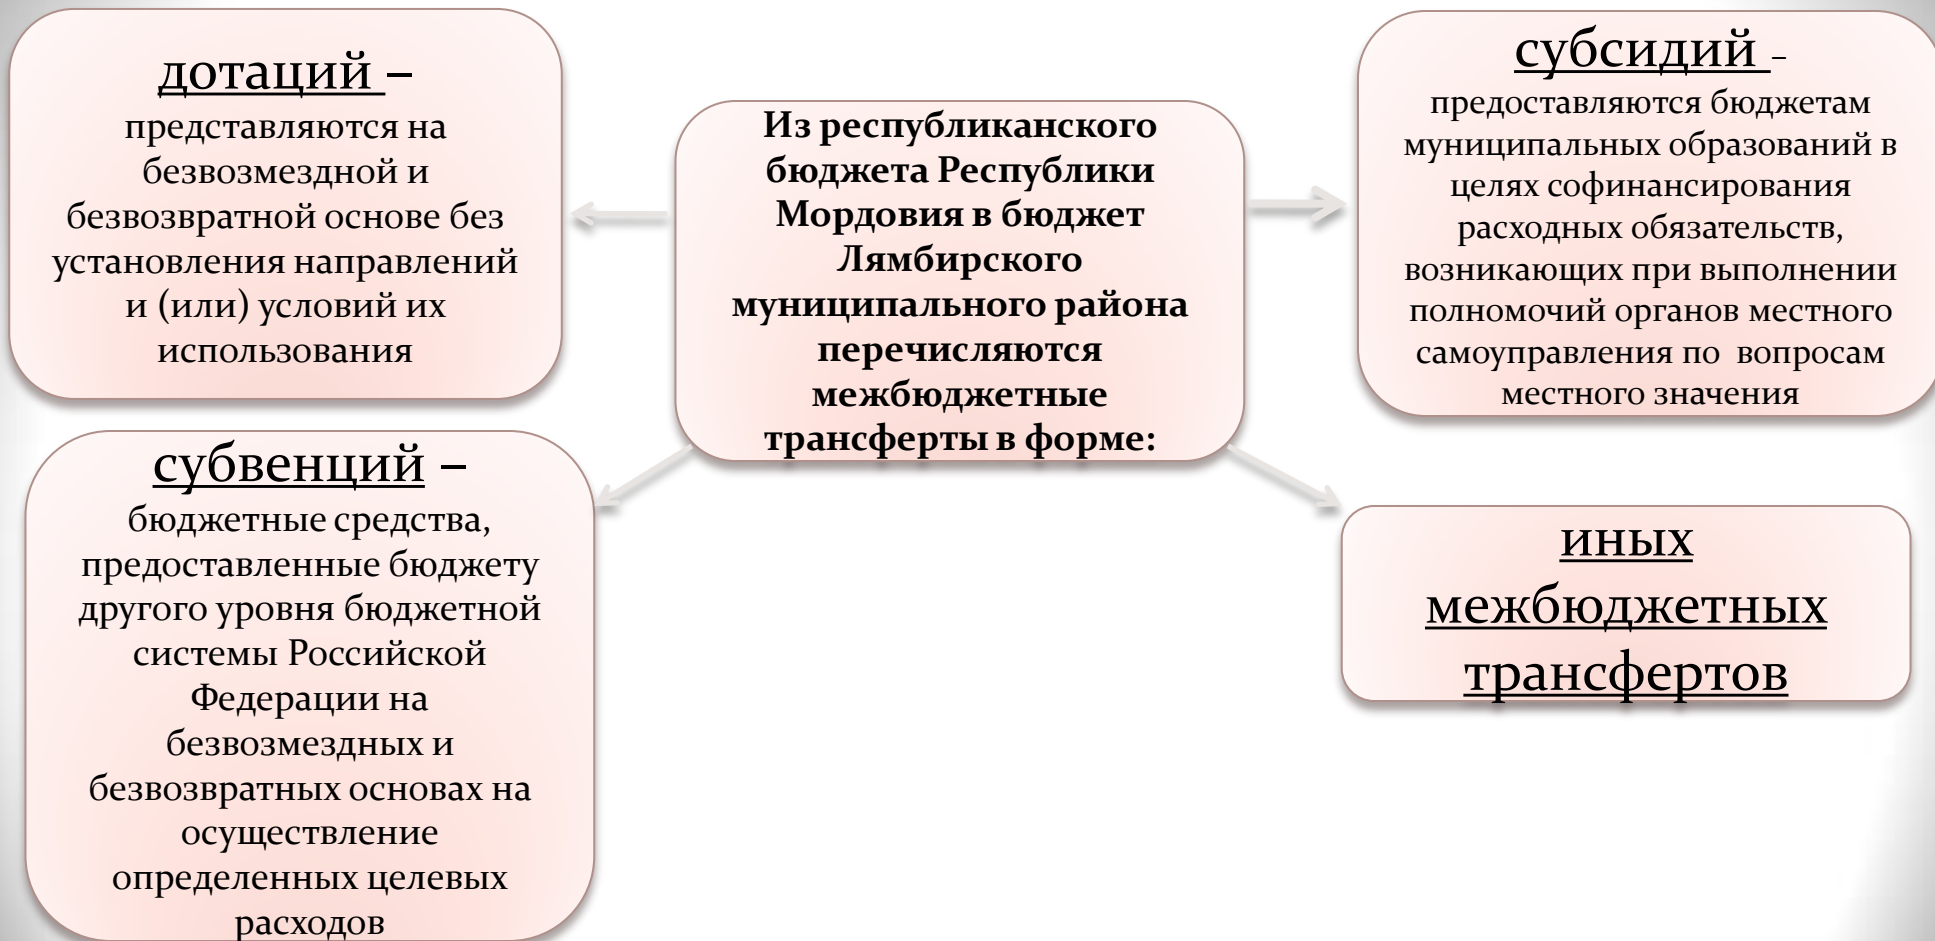 дотаций –
представляются на
безвозмездной и
безвозвратной основе без
установления направлений
и (или) условий их
использования
Из республиканского
бюджета Республики
Мордовия в бюджет
Лямбирского
муниципального района
перечисляются
межбюджетные
трансферты в форме:
субсидий –
предоставляются бюджетам
муниципальных образований в
целях софинансирования
расходных обязательств,
возникающих при выполнении
полномочий органов местного
самоуправления по вопросам
местного значения
субвенций –
бюджетные средства,
предоставленные бюджету
другого уровня бюджетной
системы Российской
Федерации на
безвозмездных и
безвозвратных основах на
осуществление
определенных целевых
расходов
иных
межбюджетных
трансфертов